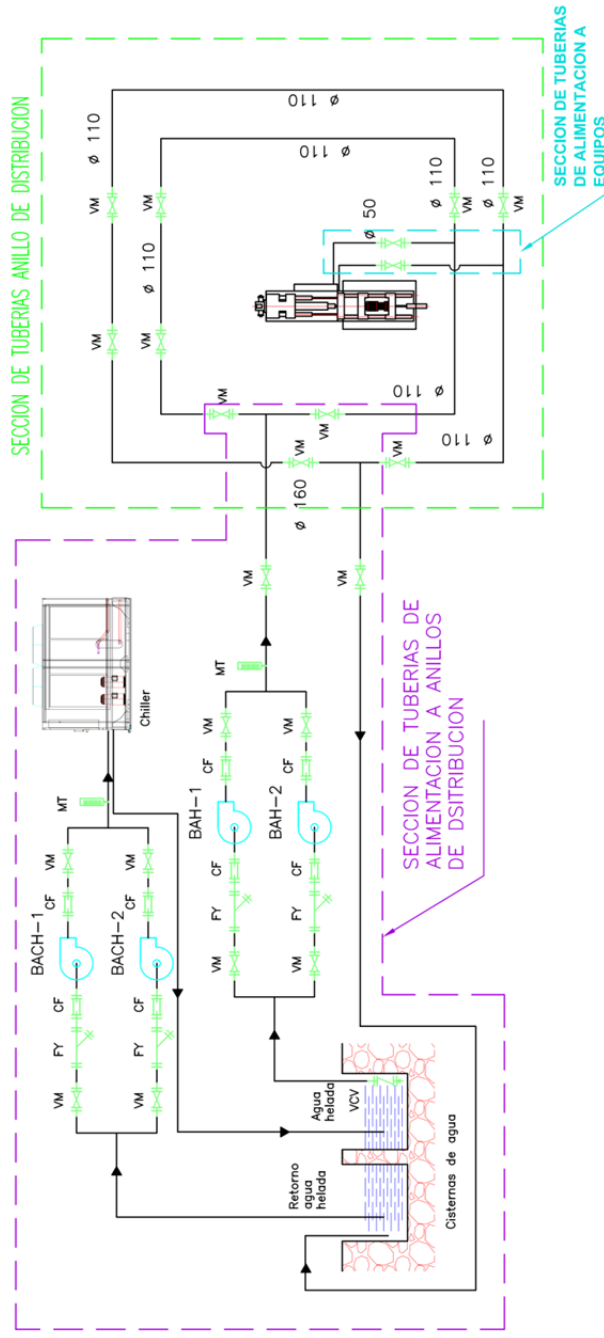 SECCION DE TUBERIAS ANILLO DE DISTRIBUCION
VM
VM
ø 110
ø 110
VM
VM
ø 110
ø 110
ø 50
ø 110
VM
ø 110
VM
SECCION DE TUBERIAS
DE ALIMENTACION A
EQUIPOS
VM
VM
ø 110
VM
VM
ø 110
ø 160
VM
VM
Chiller
MT
BACH-1
VM
FY
CF
CF
VM
BACH-2
VM
FY
CF
CF
VM
MT
BAH-1
VM
FY
CF
CF
VM
BAH-2
VM
FY
CF
CF
VM
SECCION DE TUBERIAS DE
ALIMENTACION A ANILLOS
DE DSITRIBUCION
Retorno
agua
helada
Agua
helada
VCV
Cisternas de agua